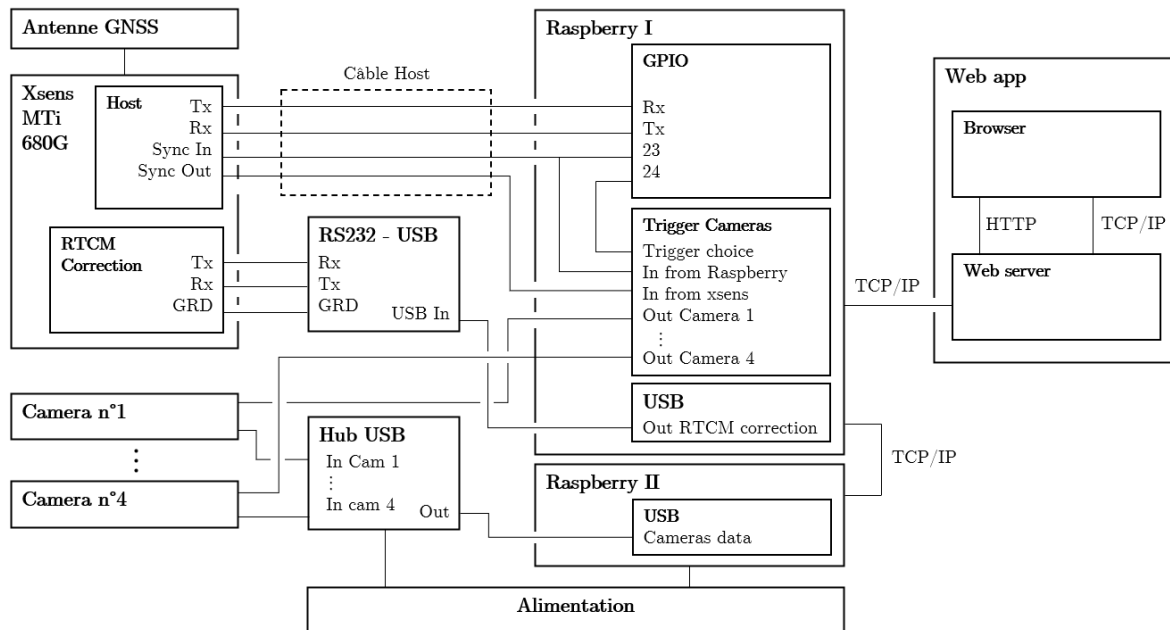 Antenne GNSS
Xsens
MTi
680G
Host
Tx
Rx
Sync In
Sync Out
RTCM
Correction
Tx
Rx
GRD
Câble Host
RS232 - USB
Rx
Tx
GRD
USB In
Camera n°1
⋮
Camera n°4
Hub USB
In Cam 1
⋮
In cam 4
Out
Raspberry I
GPIO
Rx
Tx
23
24
Trigger Cameras
Trigger choice
In from Raspberry
In from xsens
Out Camera 1
⋮
Out Camera 4
USB
Out RTCM correction
Raspberry II
USB
Cameras data
TCP/IP
TCP/IP
Web app
Browser
HTTP
TCP/IP
Web server
Alimentation